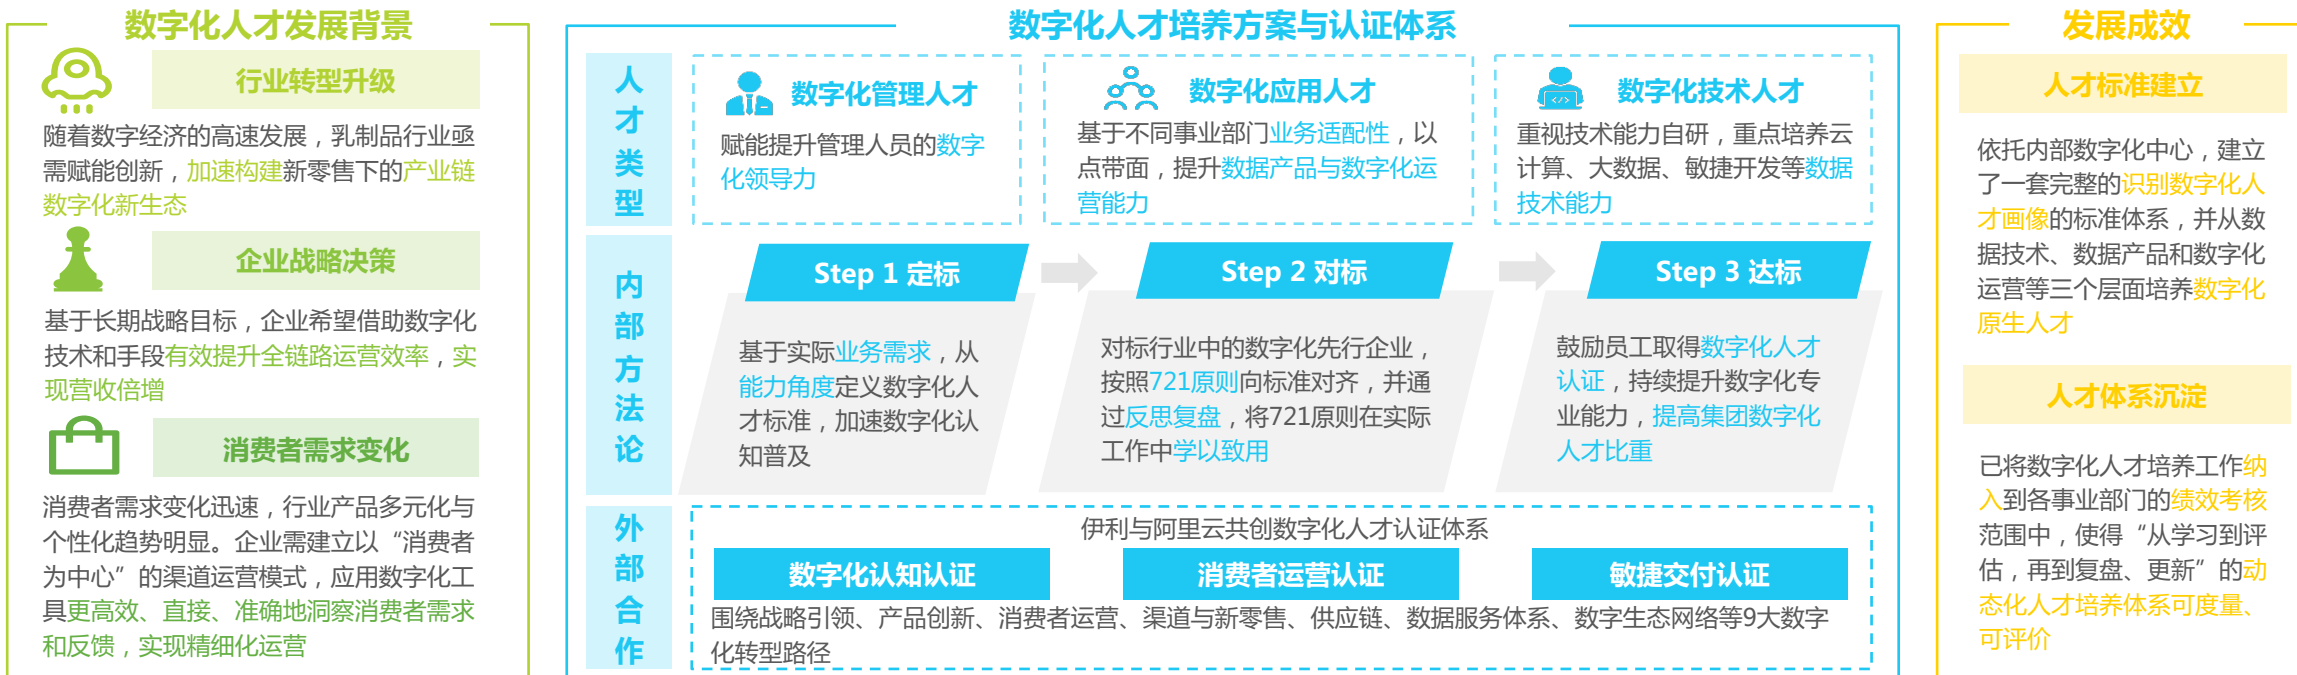 数字化人才发展背景
行业转型升级
随着数字经济的高速发展，乳制品行业亟
需赋能创新，加速构建新零售下的产业链
数字化新生态
企业战略决策
基于长期战略目标，企业希望借助数字化
技术和手段有效提升全链路运营效率，实
现营收倍增
消费者需求变化
消费者需求变化迅速，行业产品多元化与
个性化趋势明显。企业需建立以“消费者
为中心”的渠道运营模式，应用数字化工
具更高效、直接、准确地洞察消费者需求
和反馈，实现精细化运营
数字化人才培养方案与认证体系
人才类型
数字化管理人才
赋能提升管理人员的数字
化领导力
数字化应用人才
基于不同事业部门业务适配性，以
点带面，提升数据产品与数字化运
营能力
数字化技术人才
重视技术能力自研，重点培养云
计算、大数据、敏捷开发等数据
技术能力
内部方法论
Step 1 定标
基于实际业务需求，从
能力角度定义数字化人
才标准，加速数字化认
知普及
Step 2 对标
对标行业中的数字化先行企业，
按照721原则向标准对齐，并通
过反思复盘，将721原则在实际
工作中学以致用
Step 3 达标
鼓励员工取得数字化人才
认证，持续提升数字化专
业能力，提高集团数字化
人才比重
外部合作
伊利与阿里云共创数字化人才认证体系
数字化认知认证
消费者运营认证
敏捷交付认证
围绕战略引领、产品创新、消费者运营、渠道与新零售、供应链、数据服务体系、数字生态网络等9大数字
化转型路径
发展成效
人才标准建立
依托内部数字化中心，建立
了一套完整的识别数字化人
才画像的标准体系，并从数
据技术、数据产品和数字化
运营等三个层面培养数字化
原生人才
人才体系沉淀
已将数字化人才培养工作纳
入到各事业部门的绩效考核
范围中，使得“从学习到评
估，再到复盘、更新”的动
态化人才培养体系可度量、
可评价